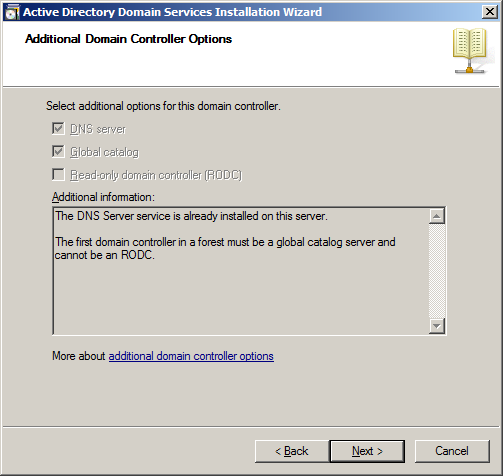 Active Directory Domain Services Installation Wizard
Additional Domain Controller Options
Select additional options for this domain controller.
DNS server
Global catalog
Read-only domain controller (RODC)
Additional information:
The DNS Server service is already installed on this server.
The first domain controller in a forest must be a global catalog server and
cannot be an RODC.
More about additional domain controller options
< Back
Next >
Cancel